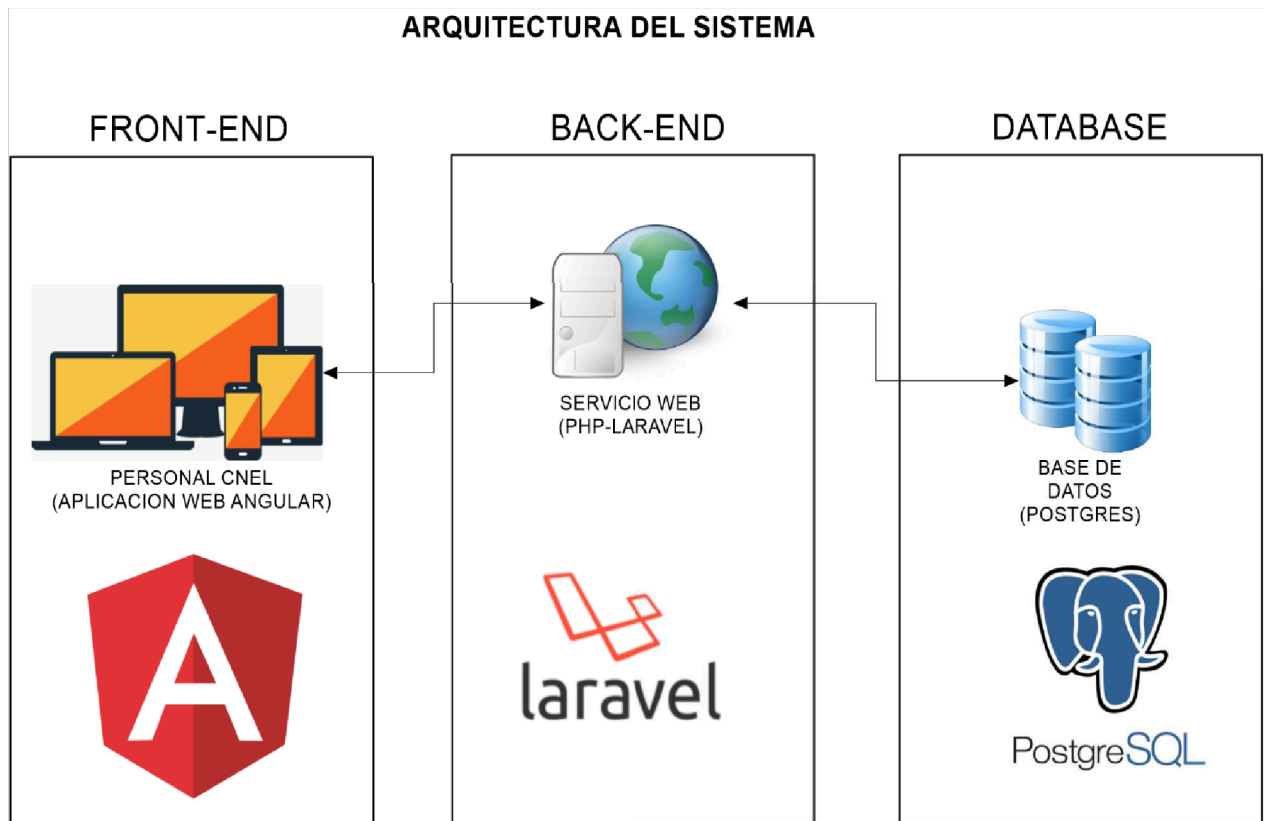 ARQUITECTURA DEL SISTEMA
FRONT-END
PERSONAL CNEL
(APLICACION WEB ANGULAR)
A
BACK-END
SERVICIO WEB
(PHP-LARAVEL)
laravel
DATABASE
BASE DE
DATOS
(POSTGRES)
PostgreSQL